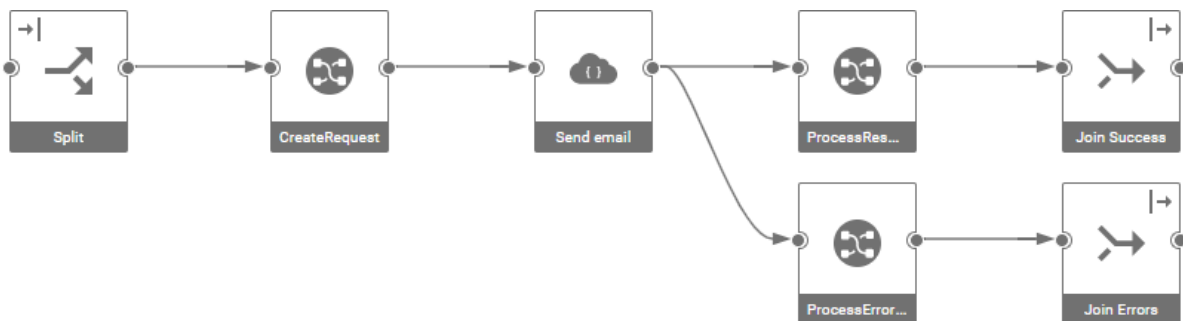 Split
CreateRequest
Send email
ProcessRes...
Join Success
{ }
ProcessError...
Join Errors